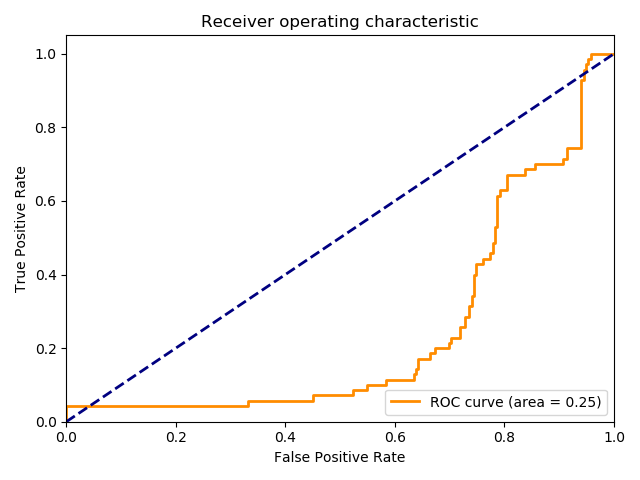 Receiver operating characteristic
1.0
0.8
0.6
0.4
0.2
0.0
True Positive Rate
ROC curve (area = 0.25)
0.0 0.2 0.4 0.6 0.8 1.0
False Positive Rate